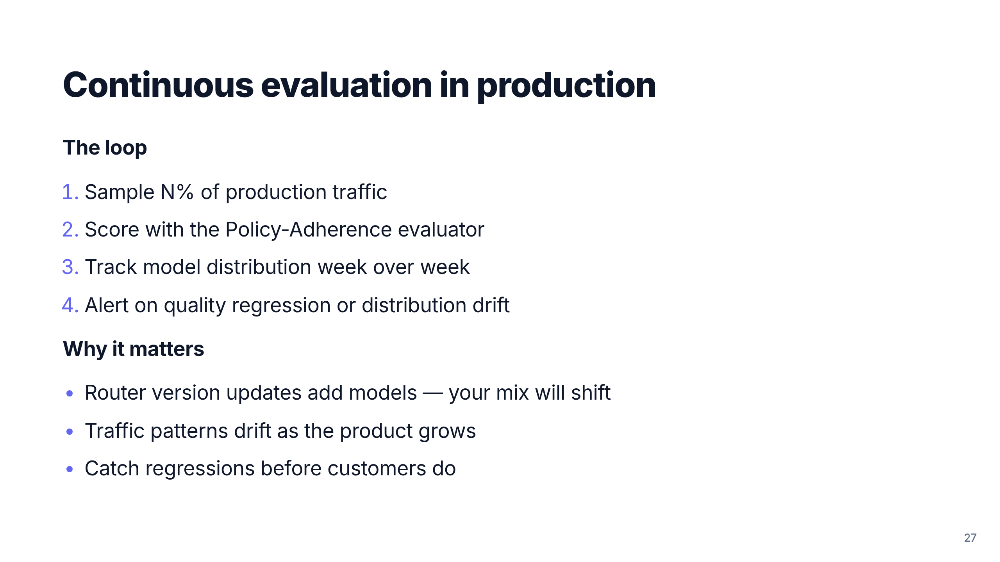 Continuous evaluation in production
The loop
1. Sample N% of production traffic
2. Score with the Policy-Adherence evaluator
3. Track model distribution week over week
4. Alert on quality regression or distribution drift
Why it matters
• Router version updates add models — your mix will shift
• Traffic patterns drift as the product grows
• Catch regressions before customers do
27